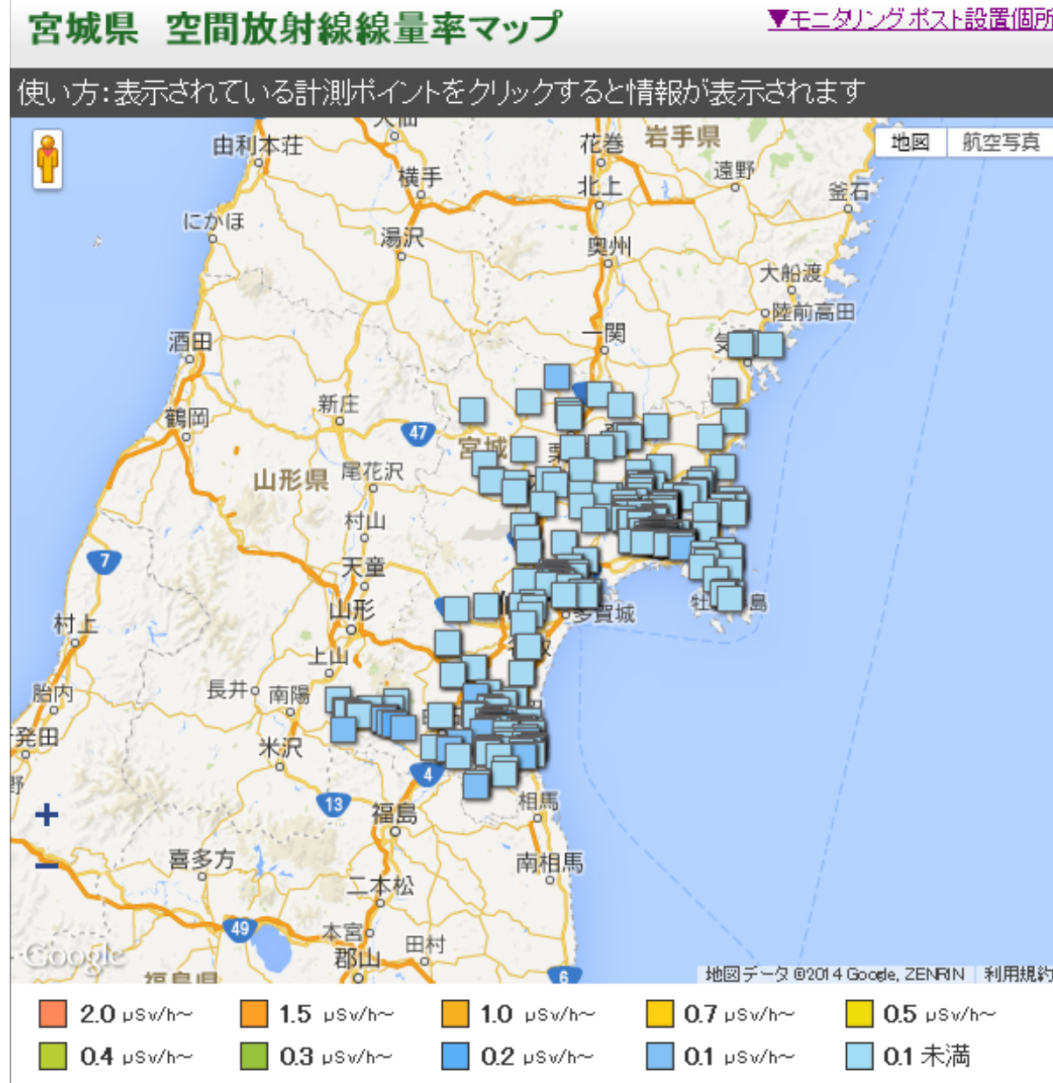 宮城県 空間放射線線量率マップ
▼モニタリングポスト設置個所
使い方：表示されている計測ポイントをクリックすると情報が表示されます
地図 航空写真
由利本荘
花巻
岩手県
横手
遠野
北上
釜石
にかほ
湯沢
奥州
大船渡
陸前高田
一関
酒田
新庄
鶴岡
47
宮城
山形県
尾花沢
村山
7
天童
山形
多賀城
村上
上山
長井
南陽
胎内
米沢
4
13
相馬
福島
喜多方
南相馬
二本松
49
本宮
田村
郡山
6
福島県
Google
地図データ ©2014 Google, ZENRIN 利用規約
2.0 μSv/h～ 1.5 μSv/h～ 1.0 μSv/h～ 0.7 μSv/h～ 0.5 μSv/h～
0.4 μSv/h～ 0.3 μSv/h～ 0.2 μSv/h～ 0.1 μSv/h～ 0.1 未満